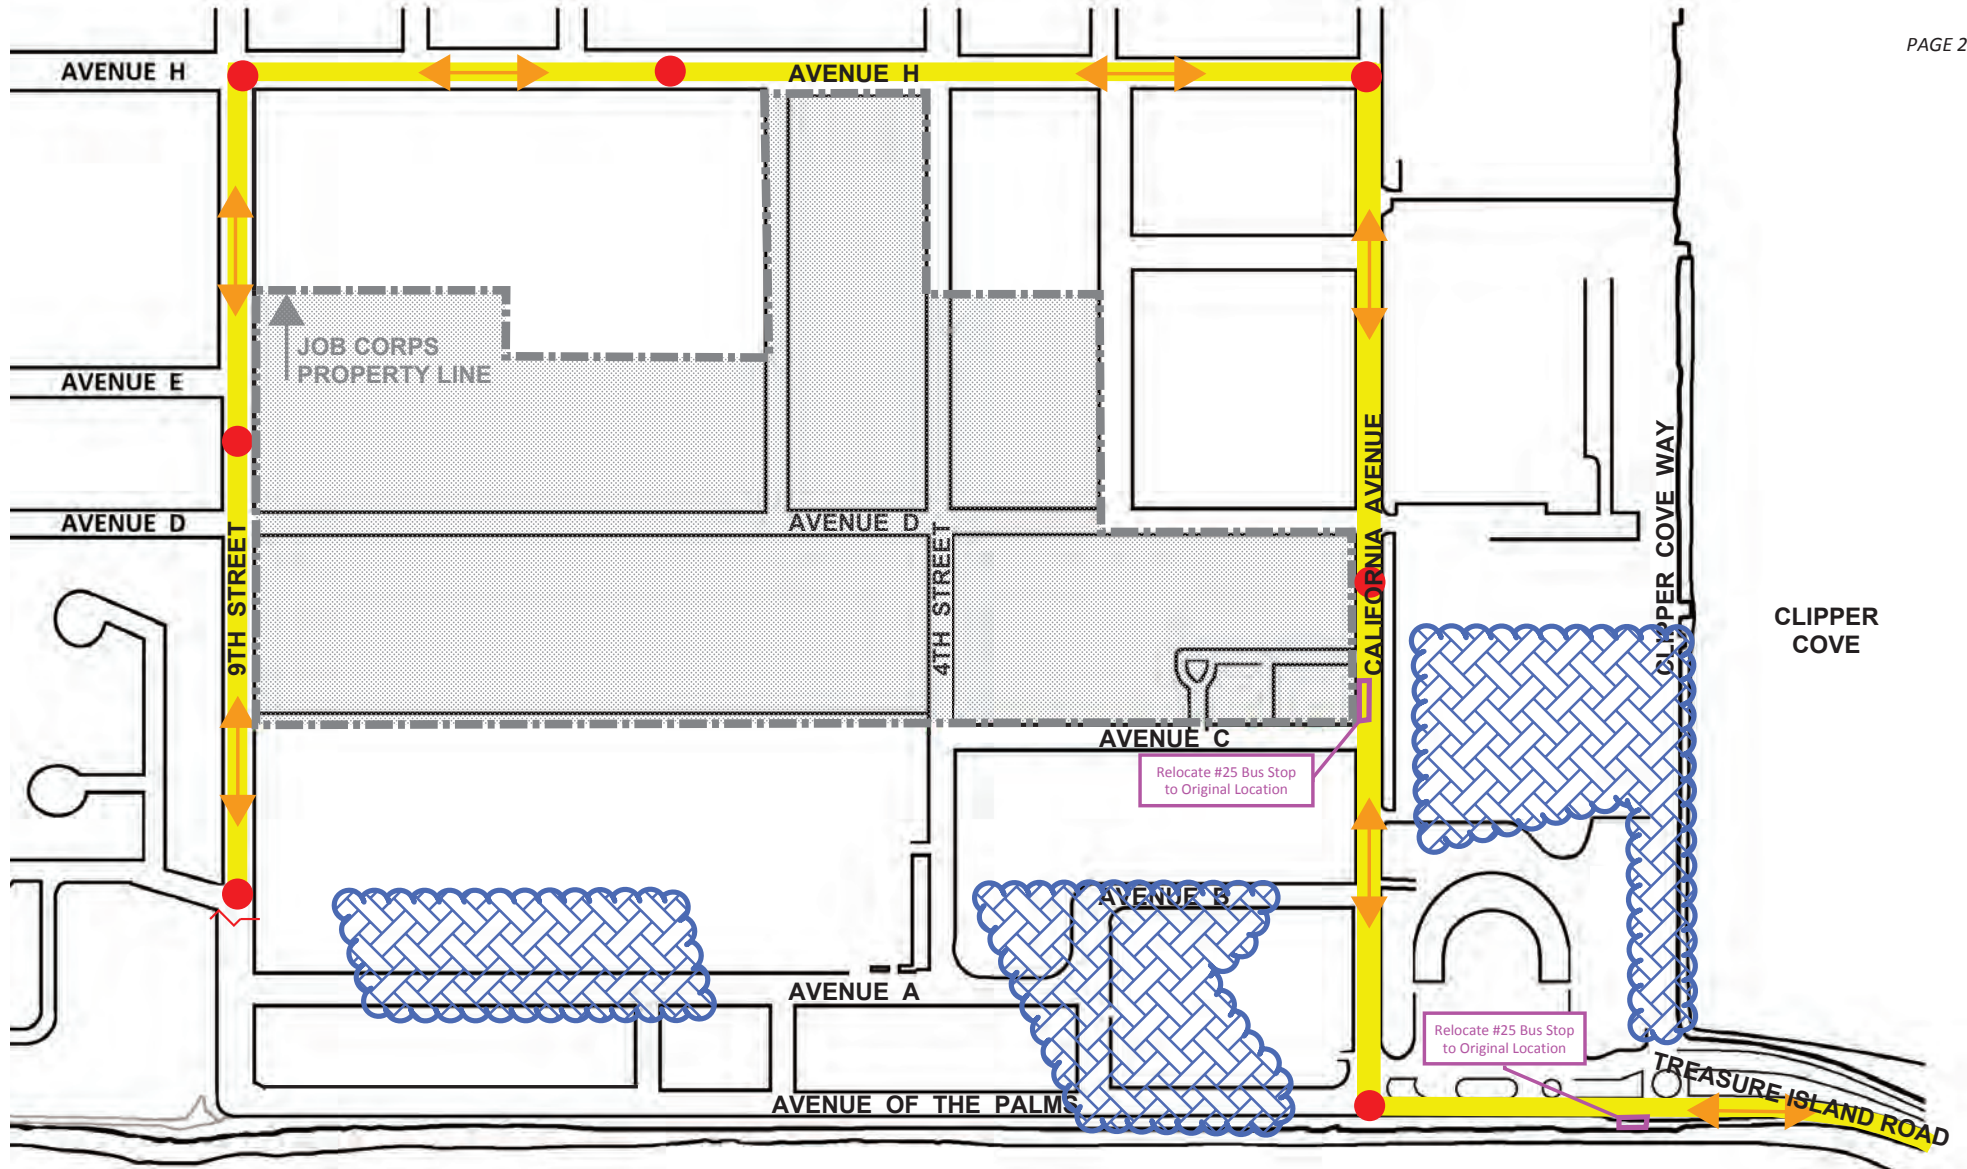 PAGE 2
AVENUE H
AVENUE H
JOB CORPS
PROPERTY LINE
AVENUE E
AVENUE D
AVENUE D
9TH STREET
4TH STREET
CALIFORNIA AVENUE
CLIPPER COVE WAY
CLIPPER
COVE
AVENUE C
Relocate #25 Bus Stop
to Original Location
AVENUE B
AVENUE A
Relocate #25 Bus Stop
to Original Location
TREASURE ISLAND ROAD
AVENUE OF THE PALMS